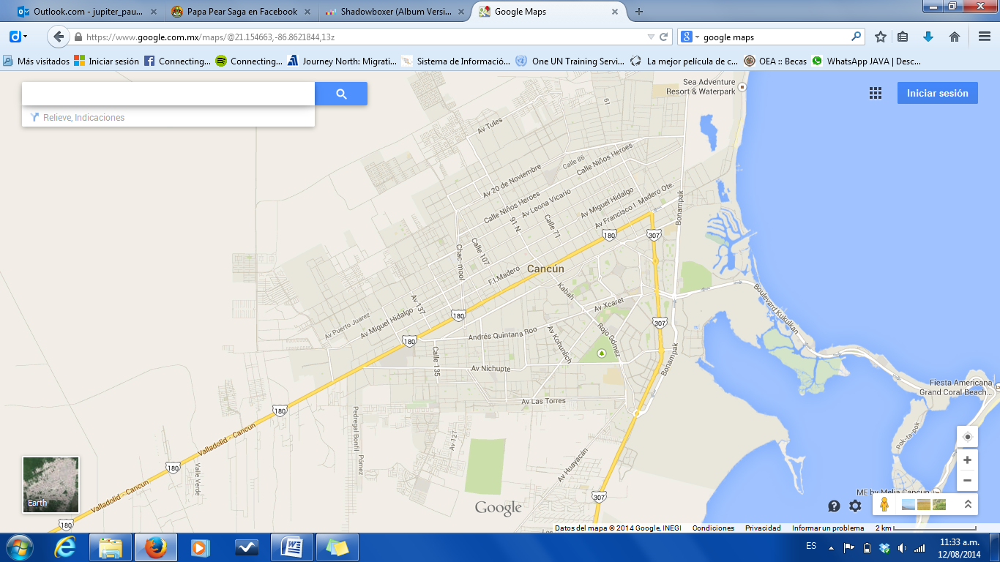 Outlook.com - jupiter_pau...
Papa Pear Saga en Facebook
Shadowboxer (Album Versi...
Google Maps
https://www.google.com.mx/maps/@21.154663,-86.8621844,13z
google maps
Más visitados
Iniciar sesión
Connecting...
Connecting...
Journey North: Migrati...
Sistema de Informació...
One UN Training Servi...
La mejor película de c...
OEA :: Becas
WhatsApp JAVA | Desc...
Relieve, Indicaciones
Iniciar sesión
Sea Adventure
Resort & Waterpark
61
Av Tules
Calle 86
Calle Niños Heroes
Av 20 de Noviembre
Calle Niños Heroes
Av Leona Vicario
Av Miguel Hidalgo
Av Francisco I. Madero Ote.
Bonampak
91 N.
Calle 71
180
307
Calle 107
Chac-mool
Cancún
F.I.Madero
Kabah
Av Xcaret
Boulevard Kukulkan
Av 137
Av Miguel Hidalgo
Av Puerto Juarez
180
307
180
Andrés Quintana Roo
Av Kohunlich
Rojo Gómez
Bonampak
Calle 135
Av Nichupte
Av Las Torres
Fiesta Americana
Grand Coral Beach...
180
Valladolid - Cancun
Pedregal Bonfil
Pomez
Av 127
Av Huayacán
Pok-ta-pok
180
Valle Verde
Valladolid - Cancun
180
307
ME by Melia Cancun
Earth
Google
Datos del mapa © 2014 Google, INEGI
Condiciones
Privacidad
Informar un problema
2 km
ES
11:33 a.m.
12/08/2014